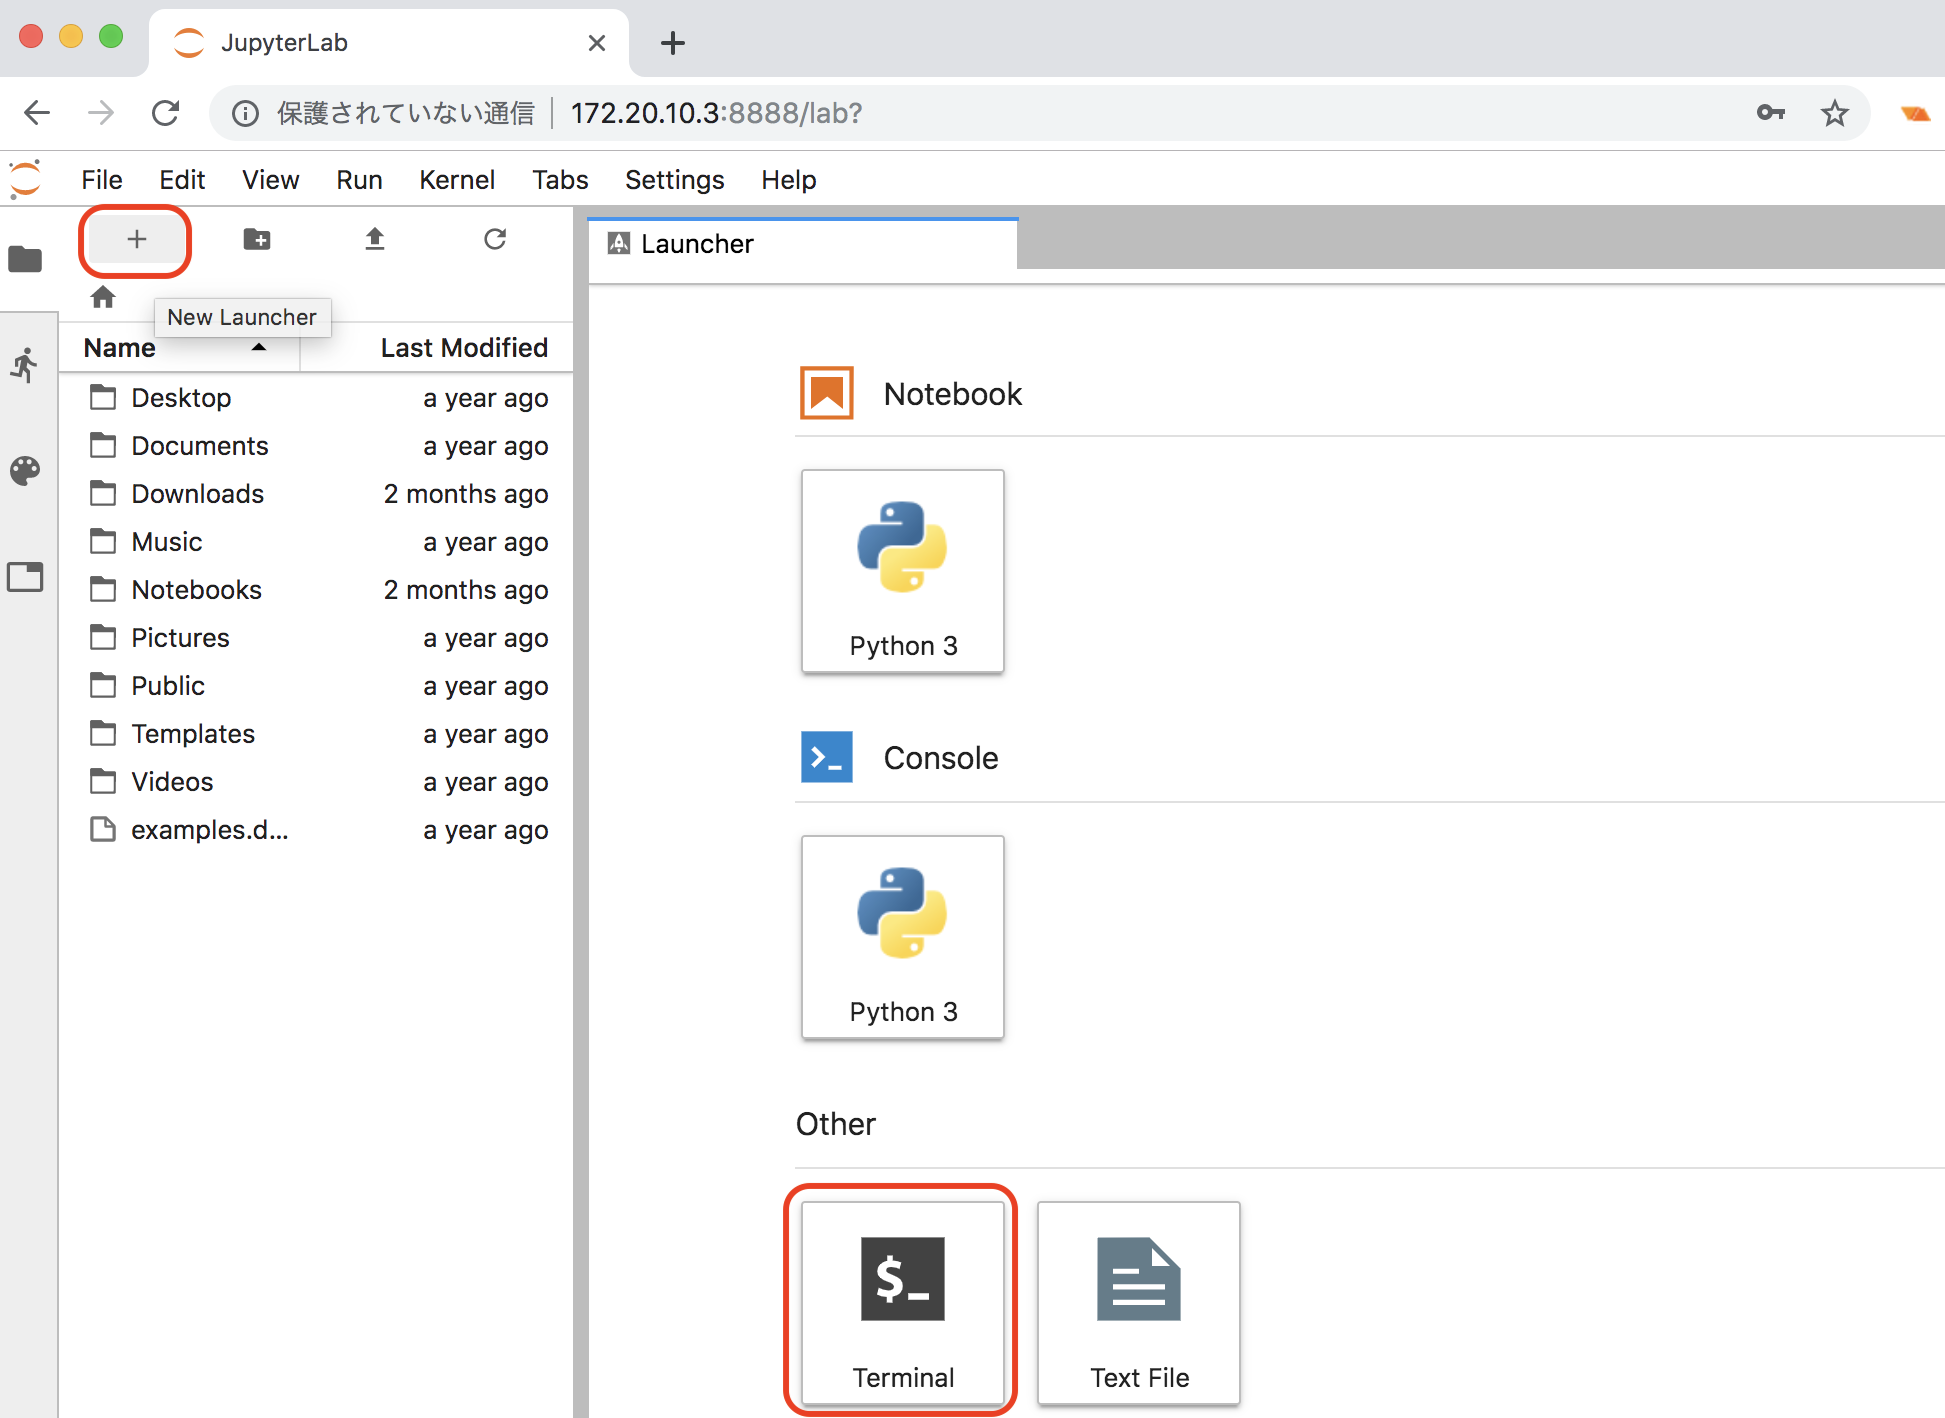 JupyterLab
保護されていない通信 172.20.10.3:8888/lab?
File Edit View Run Kernel Tabs Settings Help
Launcher
New Launcher
Name Last Modified
Desktop a year ago
Documents a year ago
Downloads 2 months ago
Music a year ago
Notebooks 2 months ago
Pictures a year ago
Public a year ago
Templates a year ago
Videos a year ago
examples.d... a year ago
Notebook
Python 3
Console
Python 3
Other
$_
Terminal
Text File